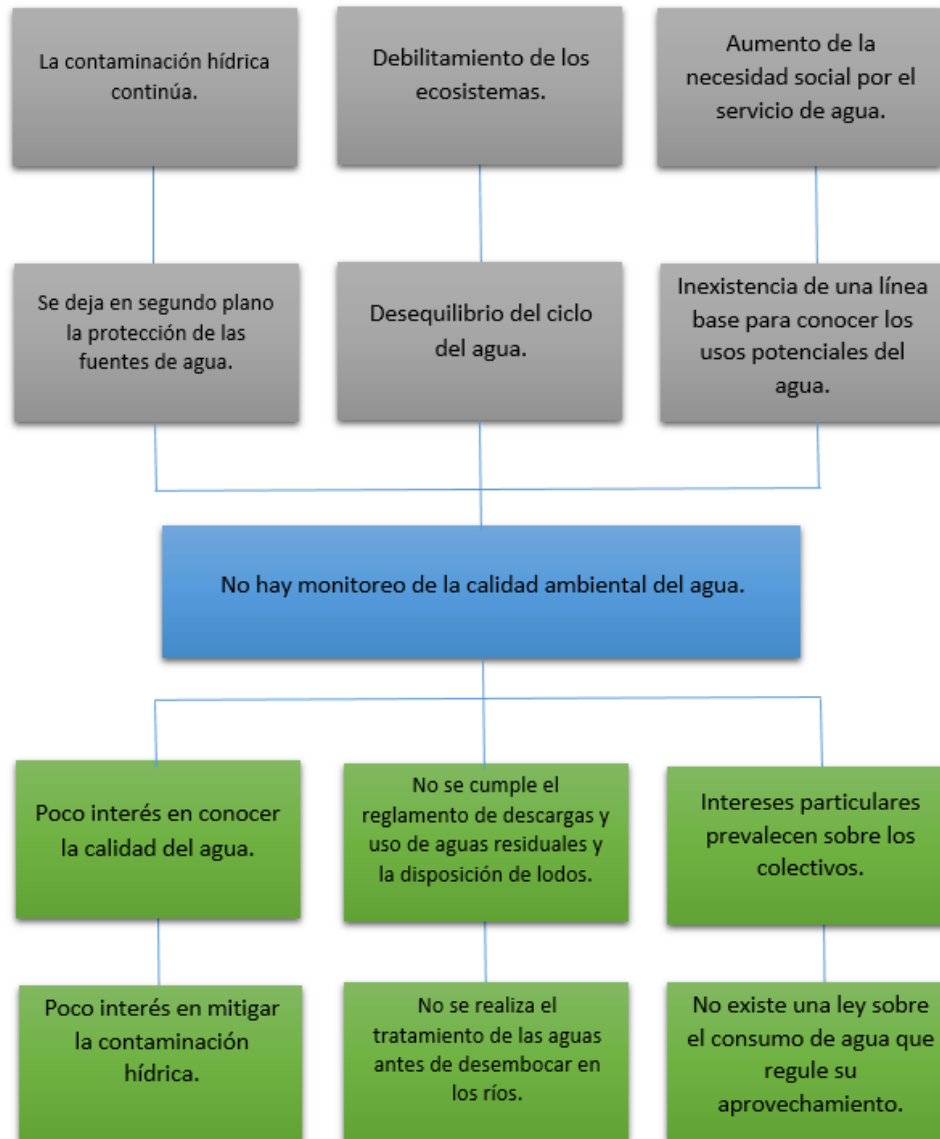 La contaminación hídrica
continúa.
Debilitamiento de los
ecosistemas.
Aumento de la
necesidad social por el
servicio de agua.
Se deja en segundo plano
la protección de las
fuentes de agua.
Desequilibrio del ciclo
del agua.
Inexistencia de una línea
base para conocer los
usos potenciales del
agua.
No hay monitoreo de la calidad ambiental del agua.
Poco interés en conocer
la calidad del agua.
No se cumple el
reglamento de descargas y
uso de aguas residuales y
la disposición de lodos.
Intereses particulares
prevalecen sobre los
colectivos.
Poco interés en mitigar
la contaminación
hídrica.
No se realiza el
tratamiento de las aguas
antes de desembocar en
los ríos.
No existe una ley sobre
el consumo de agua que
regule su
aprovechamiento.